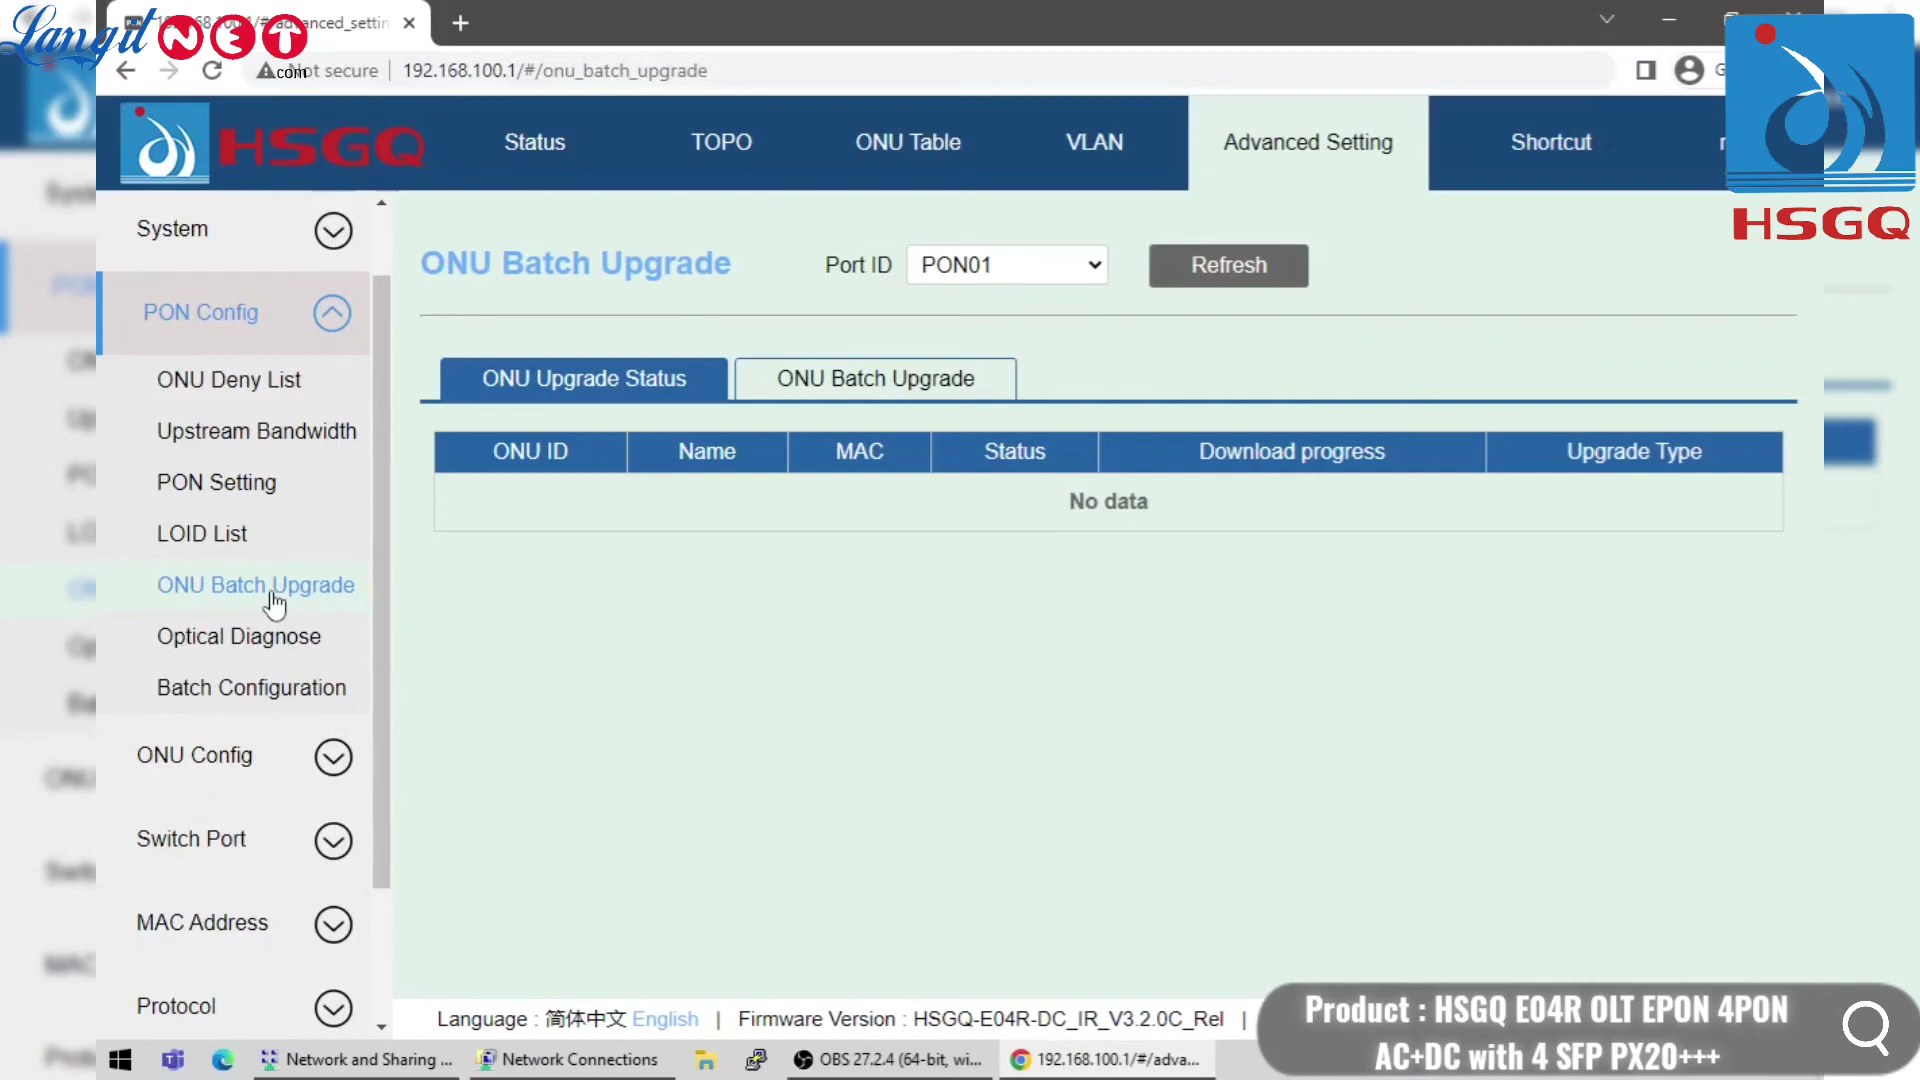 Langit NET
.com
Not secure
192.168.100.1/#/onu_batch_upgrade
HSGQ
Status
TOPO
ONU Table
VLAN
Advanced Setting
Shortcut
HSGQ
System
PON Config
ONU Deny List
Upstream Bandwidth
PON Setting
LOID List
ONU Batch Upgrade
Optical Diagnose
Batch Configuration
ONU Config
Switch Port
MAC Address
Protocol
ONU Batch Upgrade
Port ID
PON01
Refresh
ONU Upgrade Status
ONU Batch Upgrade
ONU ID
Name
MAC
Status
Download progress
Upgrade Type
No data
Language : 简体中文 English | Firmware Version : HSGQ-E04R-DC_IR_V3.2.0C_Rel |
Product : HSGQ E04R OLT EPON 4PON
AC+DC with 4 SFP PX20+++
Network and Sharing ...
Network Connections
OBS 27.2.4 (64-bit, wi...
192.168.100.1/#/adva...